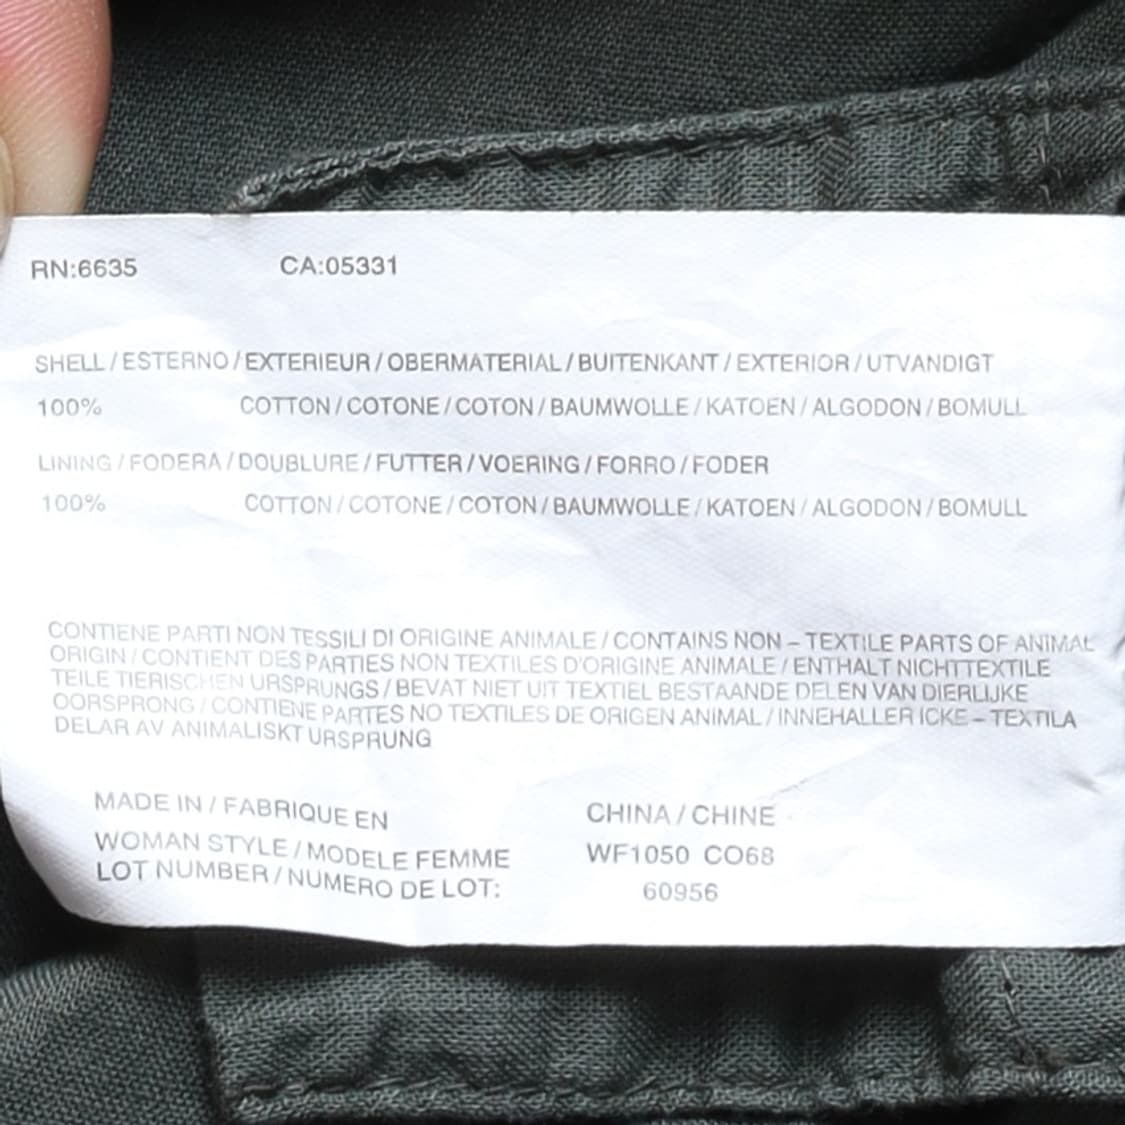 RN:6635 CA:05331
SHELL / ESTERNO / EXTERIEUR / OBERMATERIAL / BUITENKANT / EXTERIOR / UTVANDIGT
100% COTTON / COTONE / COTON / BAUMWOLLE / KATOEN / ALGODON / BOMULL
LINING / FODERA / DOUBLURE / FUTTER / VOERING / FORRO / FODER
100% COTTON / COTONE / COTON / BAUMWOLLE / KATOEN / ALGODON / BOMULL
CONTIENE PARTI NON TESSILI DI ORIGINE ANIMALE / CONTAINS NON – TEXTILE PARTS OF ANIMAL
ORIGIN / CONTIENT DES PARTIES NON TEXTILES D'ORIGINE ANIMALE / ENTHALT NICHTTEXTILE
TEILE TIERISCHEN URSPRUNGS / BEVAT NIET UIT TEXTIEL BESTAANDE DELEN VAN DIERLIJKE
OORSPRONG / CONTIENE PARTES NO TEXTILES DE ORIGEN ANIMAL / INNEHALLER ICKE – TEXTILA
DELAR AV ANIMALISKT URSPRUNG
MADE IN / FABRIQUE EN CHINA / CHINE
WOMAN STYLE / MODELE FEMME WF1050 CO68
LOT NUMBER / NUMERO DE LOT: 60956